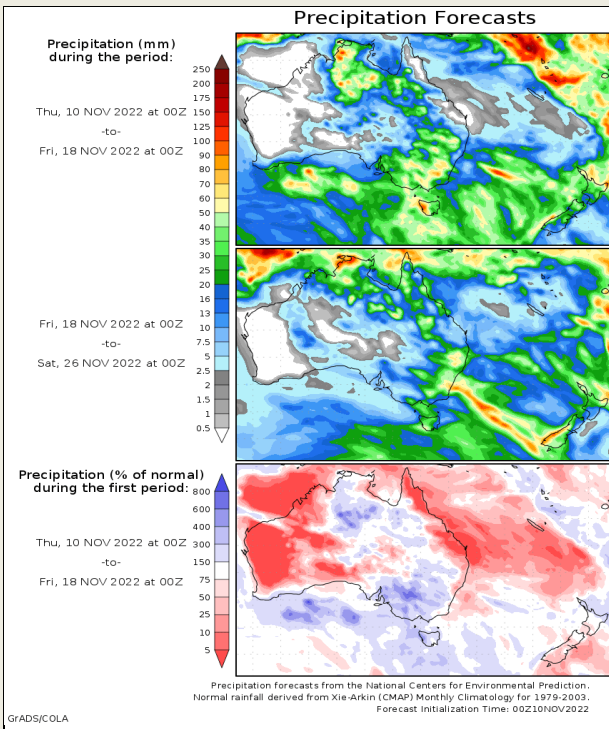 Precipitation Forecasts
Precipitation (mm)
during the period:
Thu, 10 NOV 2022 at 00Z
-to-
Fri, 18 NOV 2022 at 00Z
250
200
175
150
125
100
90
80
70
60
50
40
35
30
25
20
16
13
10
7.5
5
2.5
2
1.5
1
0.5
Fri, 18 NOV 2022 at 00Z
-to-
Sat, 26 NOV 2022 at 00Z
Precipitation (% of normal)
during the first period:
Thu, 10 NOV 2022 at 00Z
-to-
Fri, 18 NOV 2022 at 00Z
800
600
400
300
150
75
50
25
10
5
Precipitation forecasts from the National Centers for Environmental Prediction.
Normal rainfall derived from Xie-Arkin (CMAP) Monthly Climatology for 1979-2003.
Forecast Initialization Time: 00Z10NOV2022
GrADS/COLA